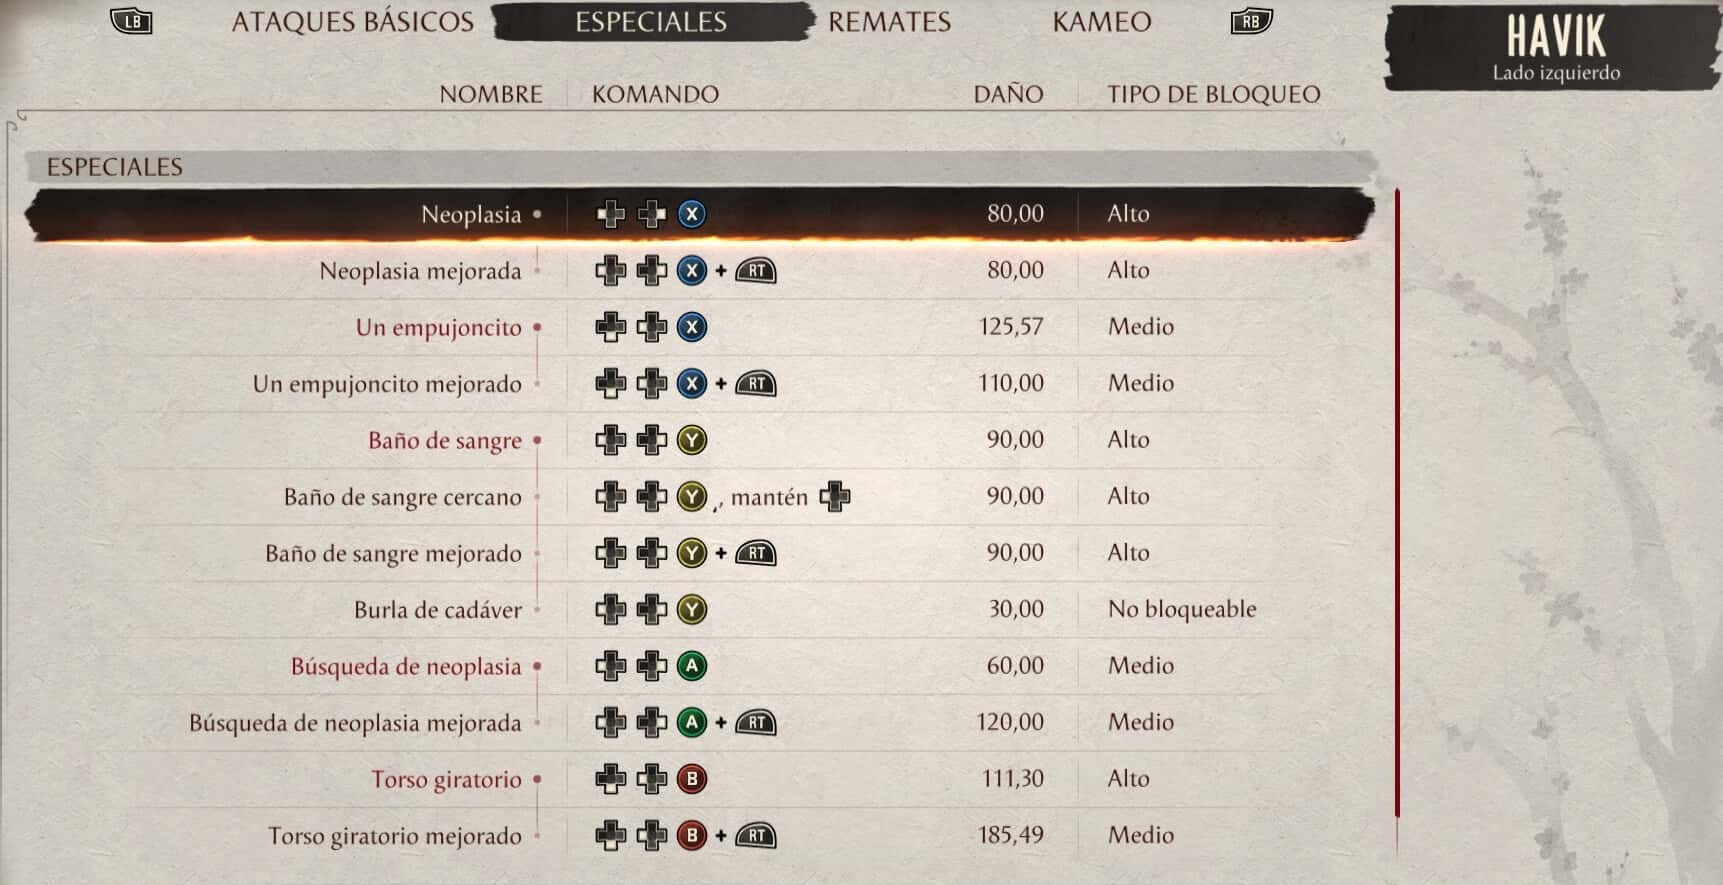 LB ATAQUES BÁSICOS ESPECIALES REMATES KAMEO RB HAVIK
Lado izquierdo
NOMBRE KOMANDO DAÑO TIPO DE BLOQUEO
ESPECIALES
Neoplasia X 80,00 Alto
Neoplasia mejorada X + RT 80,00 Alto
Un empujoncito X 125,57 Medio
Un empujoncito mejorado X + RT 110,00 Medio
Baño de sangre Y 90,00 Alto
Baño de sangre cercano Y , mantén 90,00 Alto
Baño de sangre mejorado Y + RT 90,00 Alto
Burla de cadáver Y 30,00 No bloqueable
Búsqueda de neoplasia A 60,00 Medio
Búsqueda de neoplasia mejorada A + RT 120,00 Medio
Torso giratorio B 111,30 Alto
Torso giratorio mejorado B + RT 185,49 Medio